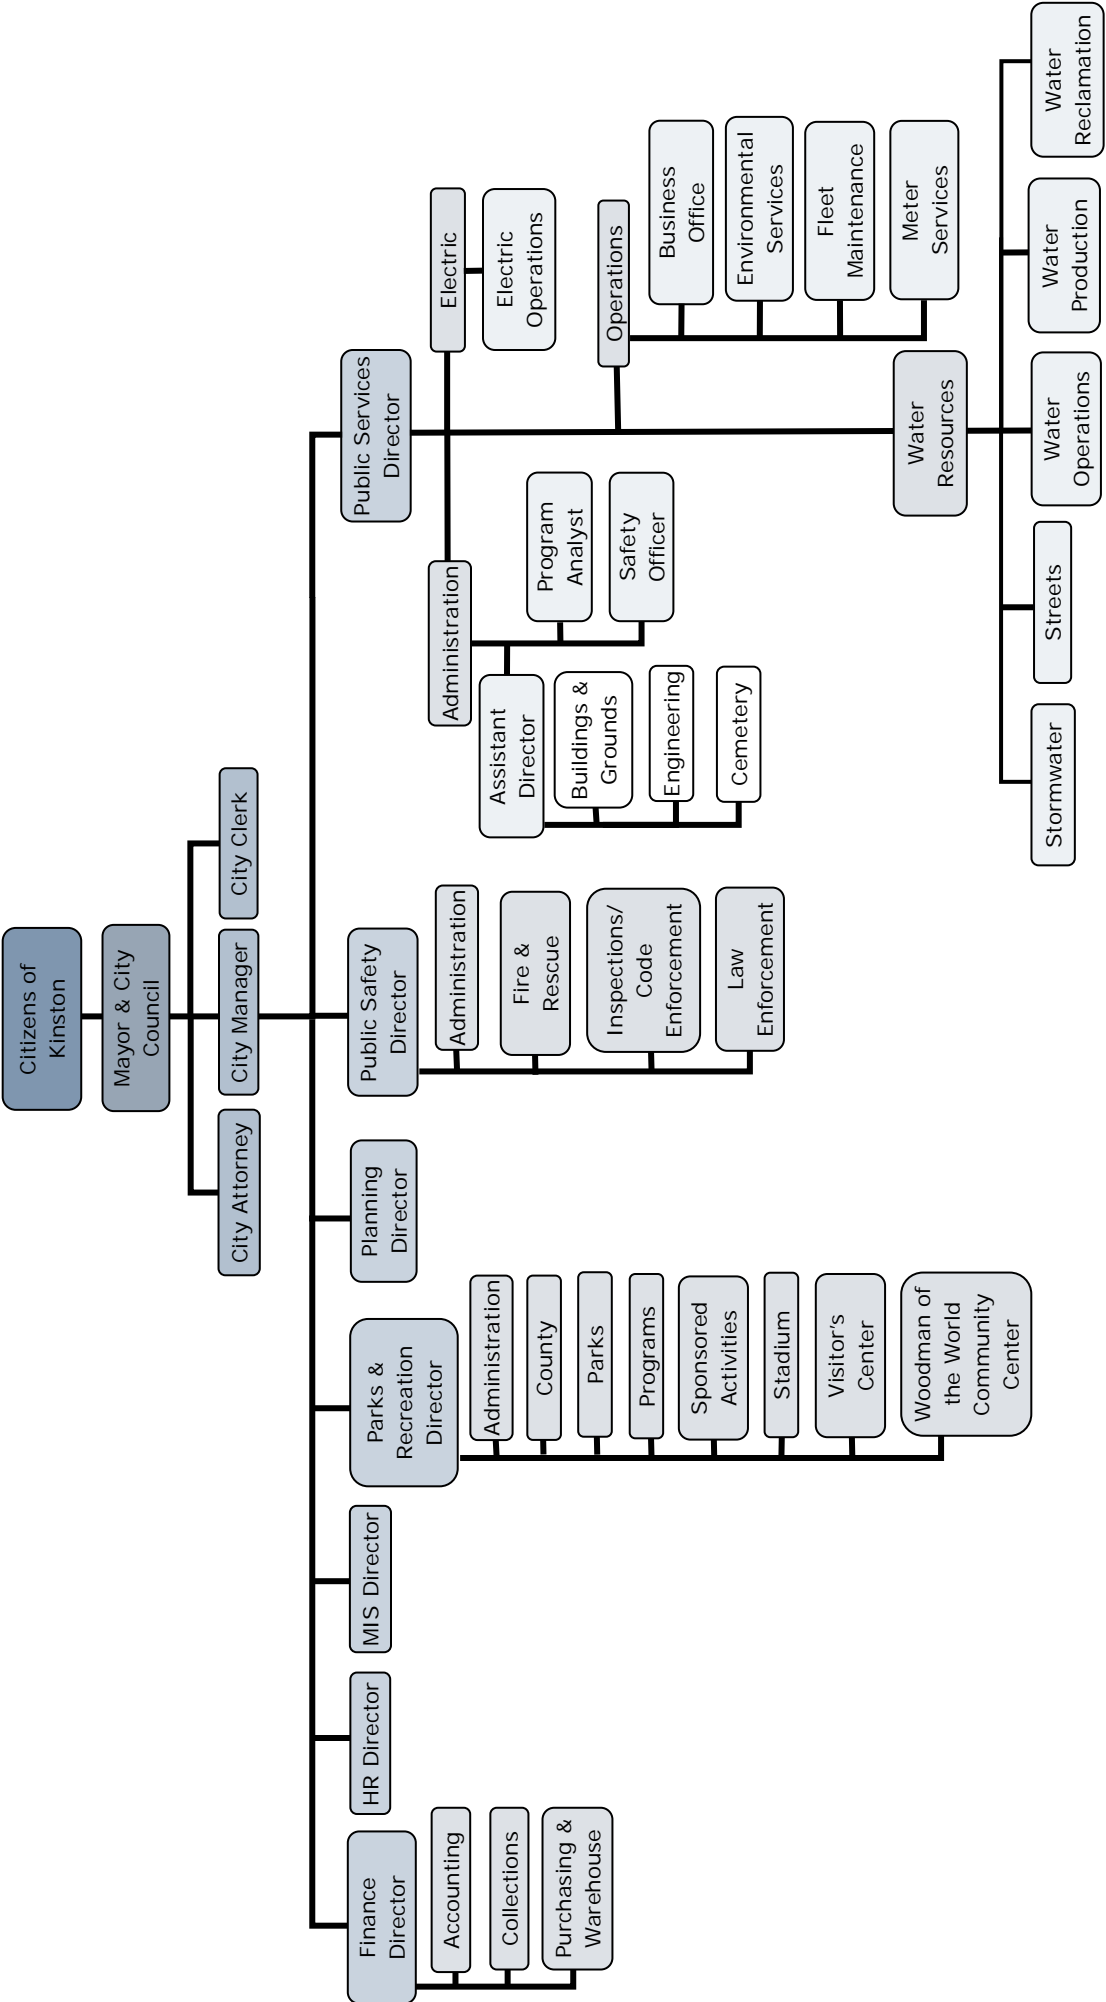 Citizens of
Kinston
Mayor & City
Council
City Attorney
City Manager
City Clerk
Finance
Director
Accounting
Collections
Purchasing &
Warehouse
HR Director
MIS Director
Parks &
Recreation
Director
Administration
County
Parks
Programs
Sponsored
Activities
Stadium
Visitor's
Center
Woodman of
the World
Community
Center
Planning
Director
Public Safety
Director
Administration
Fire &
Rescue
Inspections/
Code
Enforcement
Law
Enforcement
Public Services
Director
Administration
Assistant
Director
Buildings &
Grounds
Engineering
Cemetery
Program
Analyst
Safety
Officer
Electric
Electric
Operations
Operations
Business
Office
Environmental
Services
Fleet
Maintenance
Meter
Services
Water
Resources
Stormwater
Streets
Water
Operations
Water
Production
Water
Reclamation